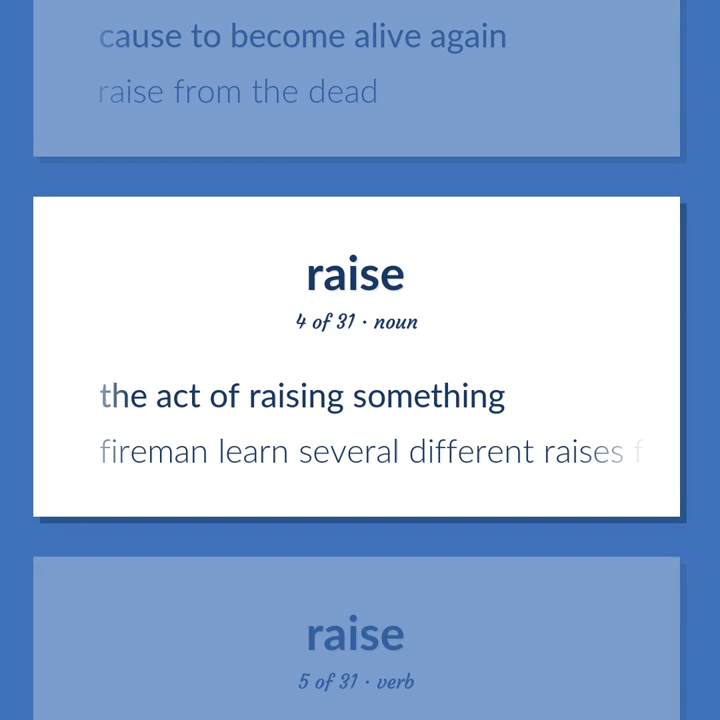 cause to become alive again
raise from the dead
raise
4 of 31 · noun
the act of raising something
fireman learn several different raises f
raise
5 of 31 · verb